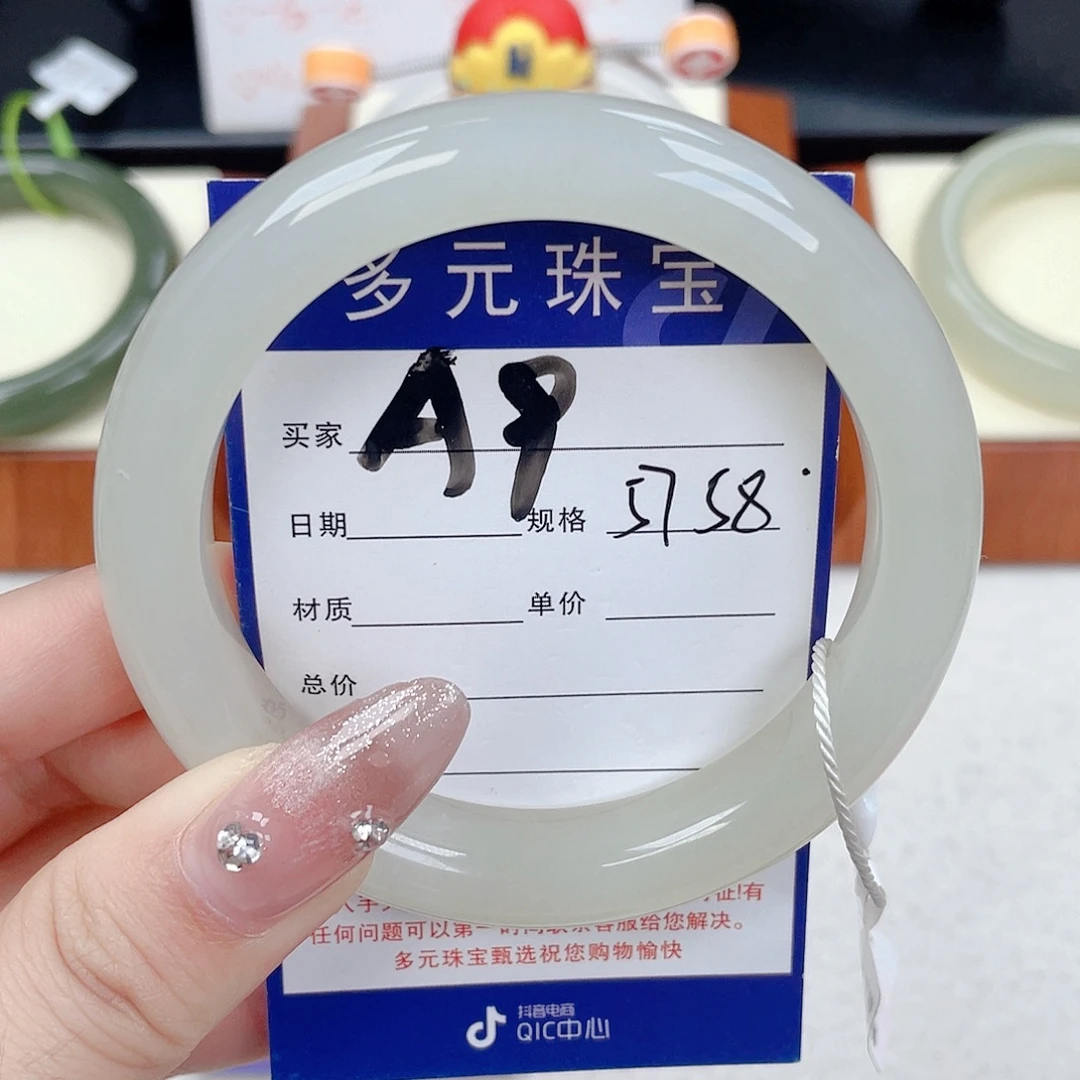 多元珠宝
买家 A9
日期 规格 57 58
材质 单价
总价
任何问题可以第一时间联系客服给您解决。
多元珠宝甄选祝您购物愉快
抖音电商
QIC中心